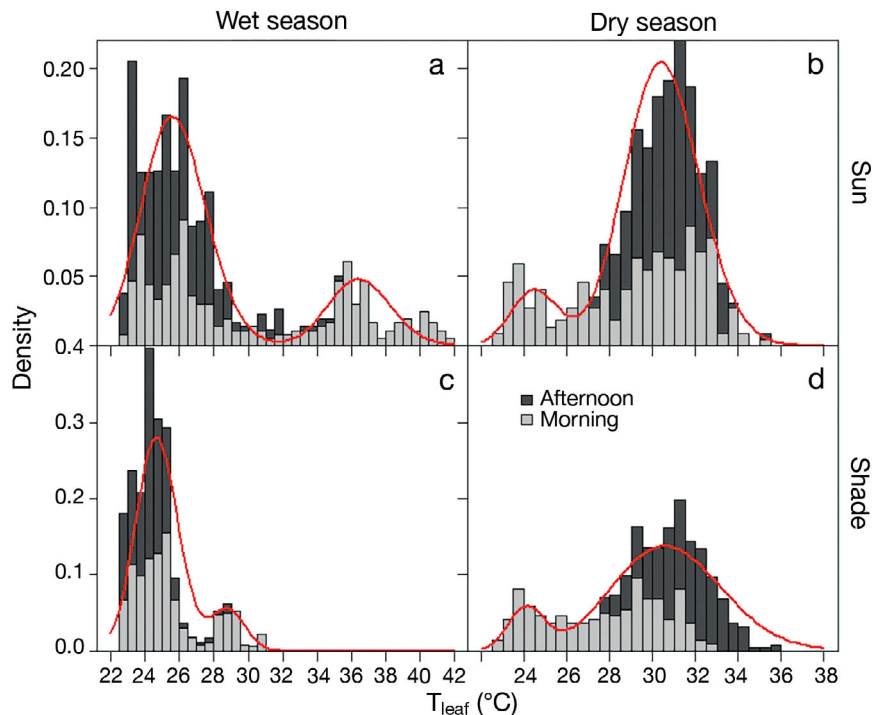 Wet season
Dry season
0.20
0.15
0.10
0.05
0.4
0.3
0.2
0.1
0.0
Density
a
b
c
d
Sun
Shade
Afternoon
Morning
22 24 26 28 30 32 34 36 38 40 42
24 26 28 30 32 34 36 38
T_leaf (°C)